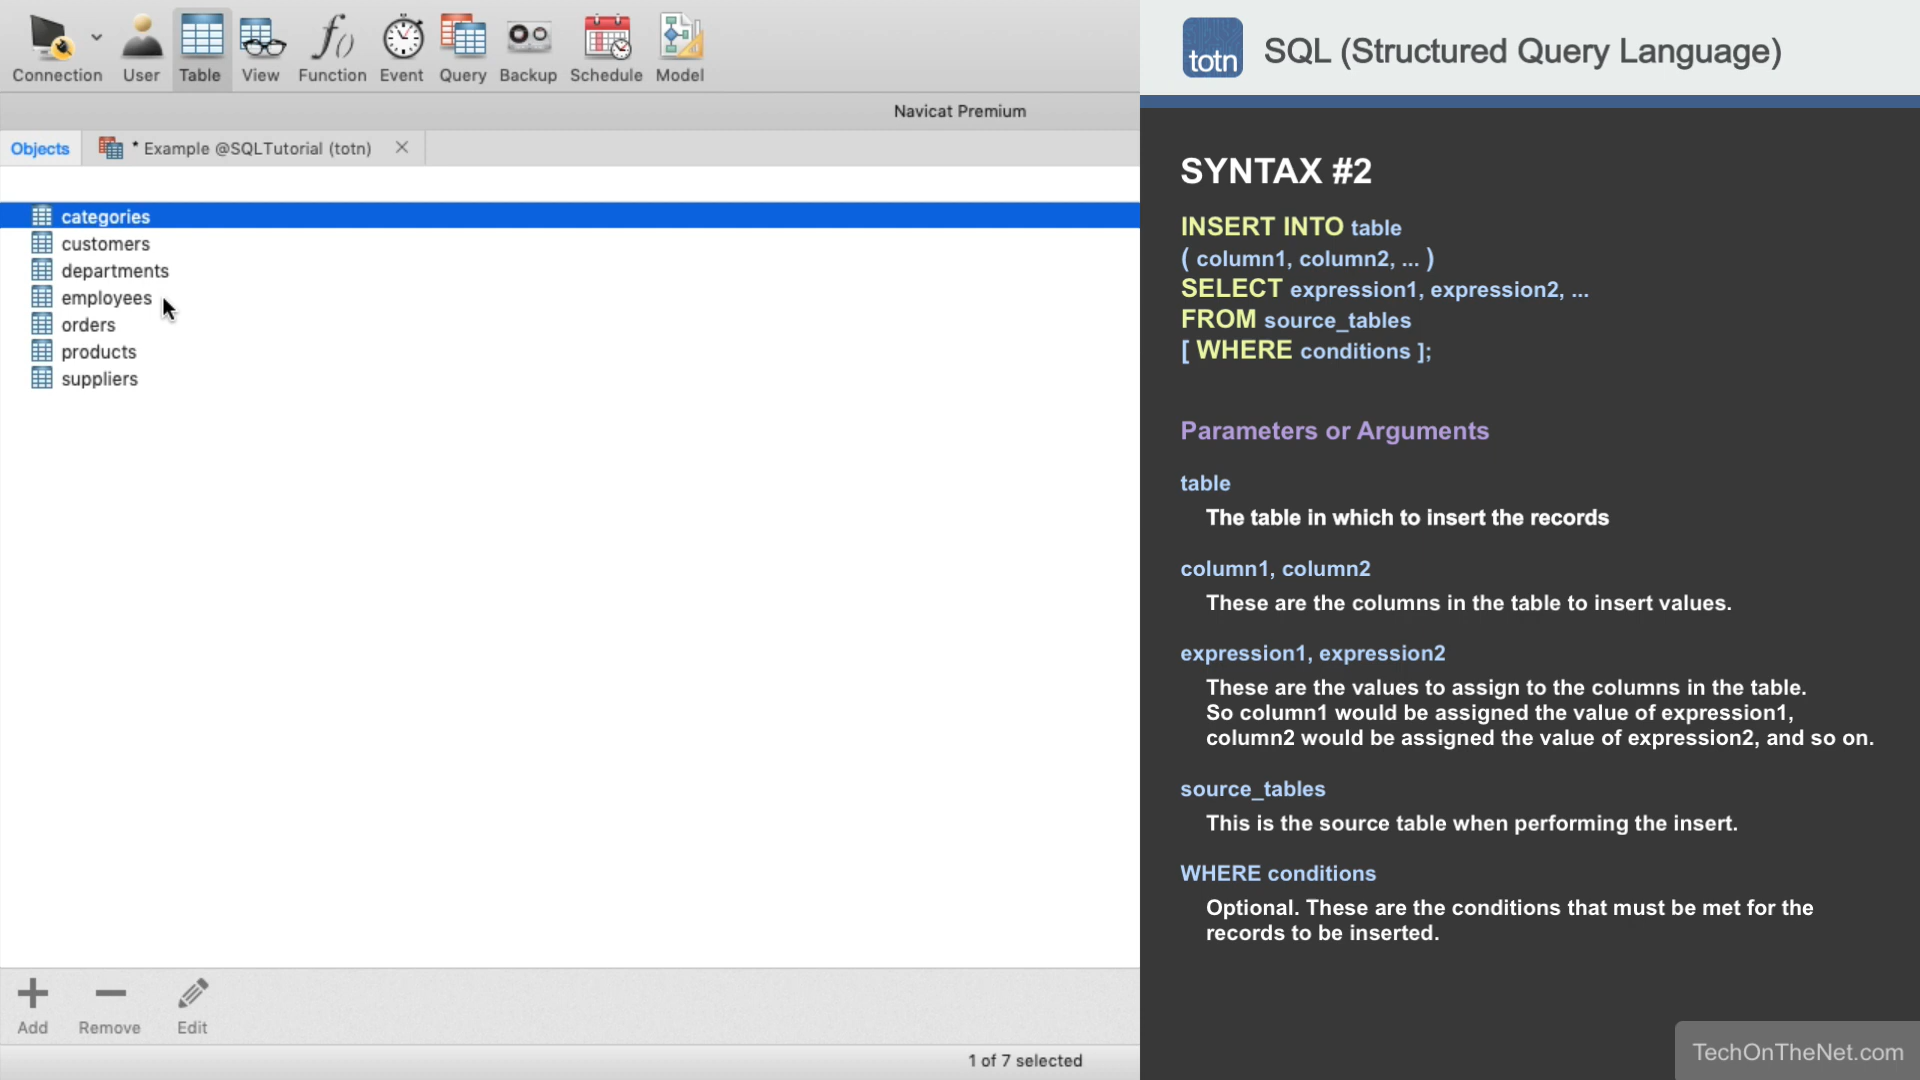 Connection
User
Table
View
Function
Event
Query
Backup
Schedule
Model
Navicat Premium
Objects
* Example @SQLTutorial (totn)
categories
customers
departments
employees
orders
products
suppliers
Add
Remove
Edit
1 of 7 selected
totn
SQL (Structured Query Language)
SYNTAX #2
INSERT INTO table
( column1, column2, ... )
SELECT expression1, expression2, ...
FROM source_tables
[ WHERE conditions ];
Parameters or Arguments
table
The table in which to insert the records
column1, column2
These are the columns in the table to insert values.
expression1, expression2
These are the values to assign to the columns in the table.
So column1 would be assigned the value of expression1,
column2 would be assigned the value of expression2, and so on.
source_tables
This is the source table when performing the insert.
WHERE conditions
Optional. These are the conditions that must be met for the
records to be inserted.
TechOnTheNet.com